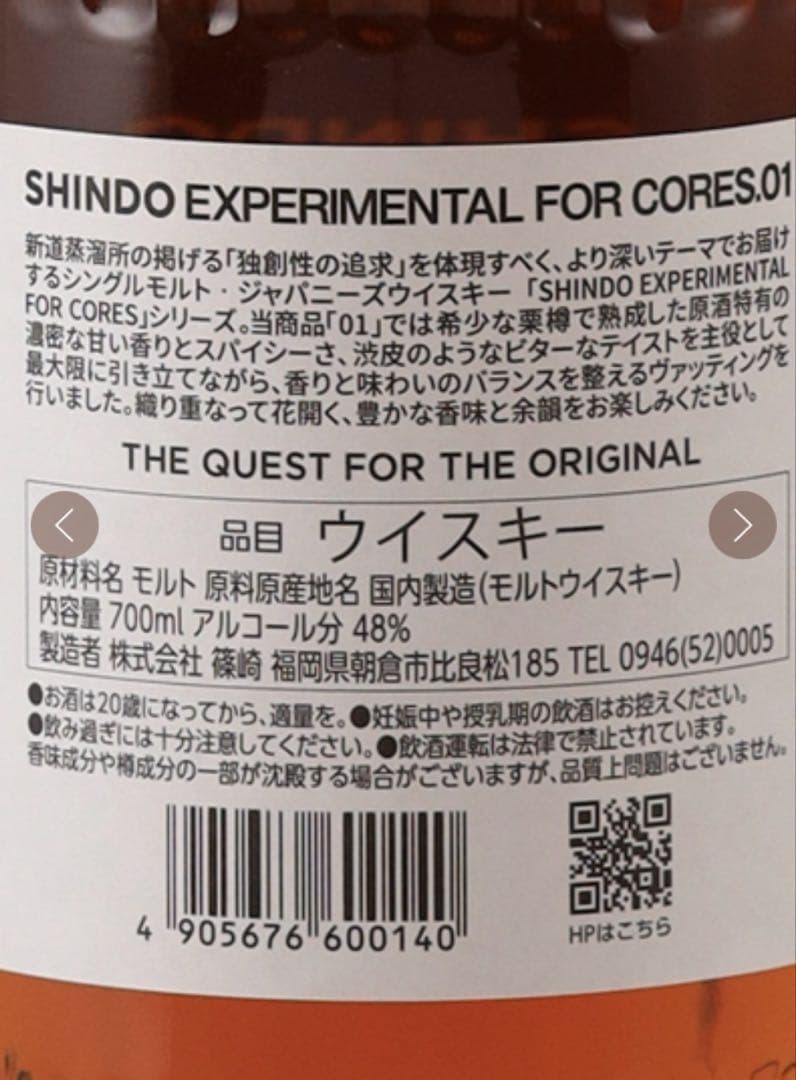 SHINDO EXPERIMENTAL FOR CORES.01
新道蒸溜所の掲げる「独創性の追求」を体現すべく、より深いテーマでお届け
するシングルモルト・ジャパニーズウイスキー「SHINDO EXPERIMENTAL
FOR CORES」シリーズ。当商品「01」では希少な栗樽で熟成した原酒特有の
濃密な甘い香りとスパイシーさ、渋皮のようなビターなテイストを主役として
最大限に引き立てながら、香りと味わいのバランスを整えるヴァッティングを
行いました。織り重なって花開く、豊かな香味と余韻をお楽しみください。
THE QUEST FOR THE ORIGINAL
品目 ウイスキー
原材料名 モルト 原料原産地名 国内製造(モルトウイスキー)
内容量 700ml アルコール分 48%
製造者 株式会社 篠崎 福岡県朝倉市比良松185 TEL 0946(52)0005
●お酒は20歳になってから、適量を。●妊娠中や授乳期の飲酒はお控えください。
●飲み過ぎには十分注意してください。●飲酒運転は法律で禁止されています。
香味成分や樽成分の一部が沈殿する場合がございますが、品質上問題はございません。
4 905676 600140
HPはこちら